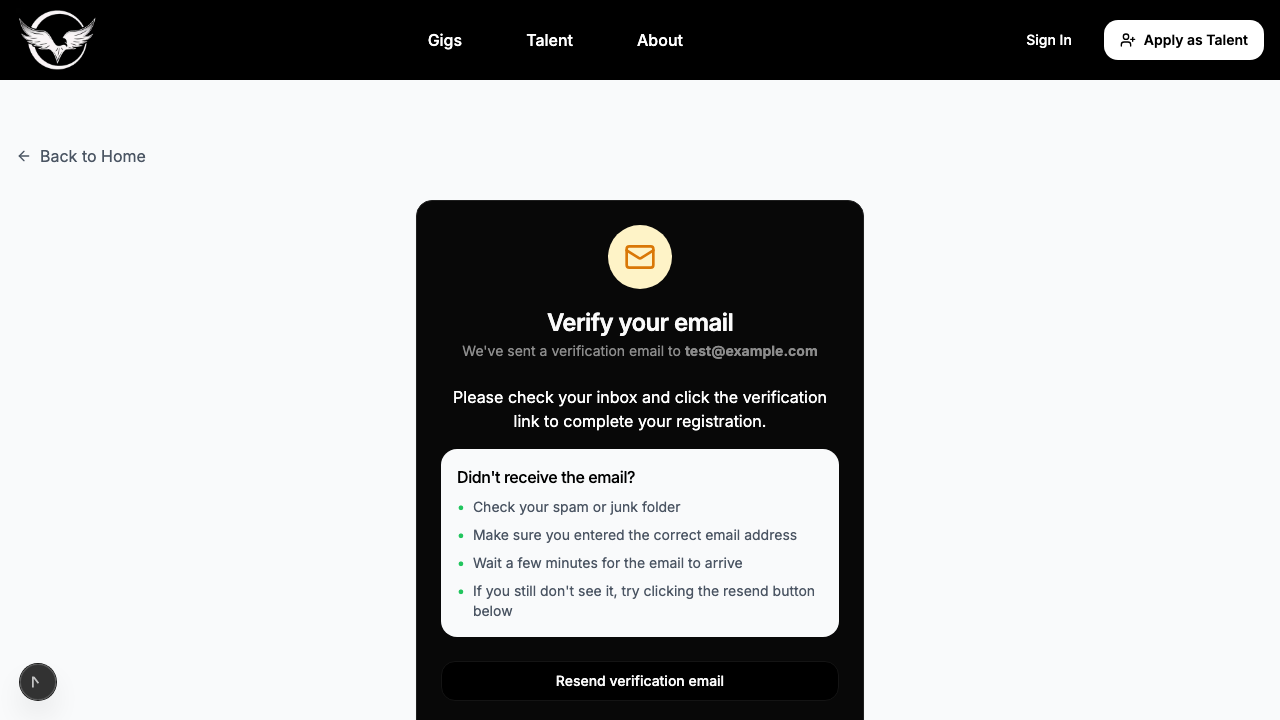 Gigs
Talent
About
Sign In
Apply as Talent
Back to Home
Verify your email
We've sent a verification email to test@example.com
Please check your inbox and click the verification
link to complete your registration.
Didn't receive the email?
• Check your spam or junk folder
• Make sure you entered the correct email address
• Wait a few minutes for the email to arrive
• If you still don't see it, try clicking the resend button
below
Resend verification email